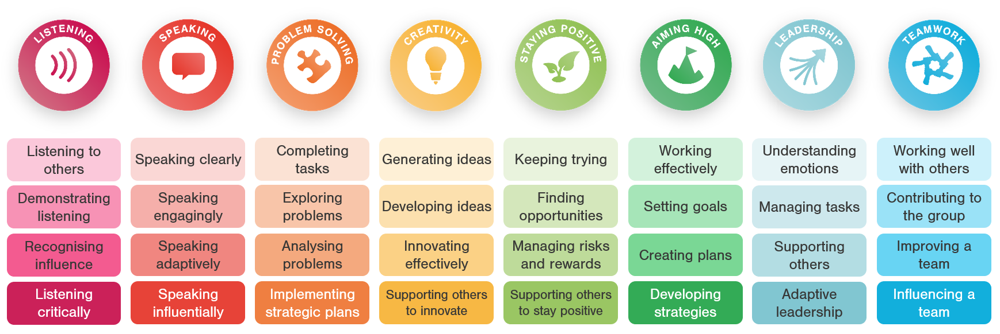 LISTENING
SPEAKING
PROBLEM SOLVING
CREATIVITY
STAYING POSITIVE
AIMING HIGH
LEADERSHIP
TEAMWORK
Listening to
others
Speaking clearly
Completing
tasks
Generating ideas
Keeping trying
Working
effectively
Understanding
emotions
Working well
with others
Demonstrating
listening
Speaking
engagingly
Exploring
problems
Developing ideas
Finding
opportunities
Setting goals
Managing tasks
Contributing to
the group
Recognising
influence
Speaking
adaptively
Analysing
problems
Innovating
effectively
Managing risks
and rewards
Creating plans
Supporting
others
Improving a
team
Listening
critically
Speaking
influentially
Implementing
strategic plans
Supporting others
to innovate
Supporting others
to stay positive
Developing
strategies
Adaptive
leadership
Influencing a
team